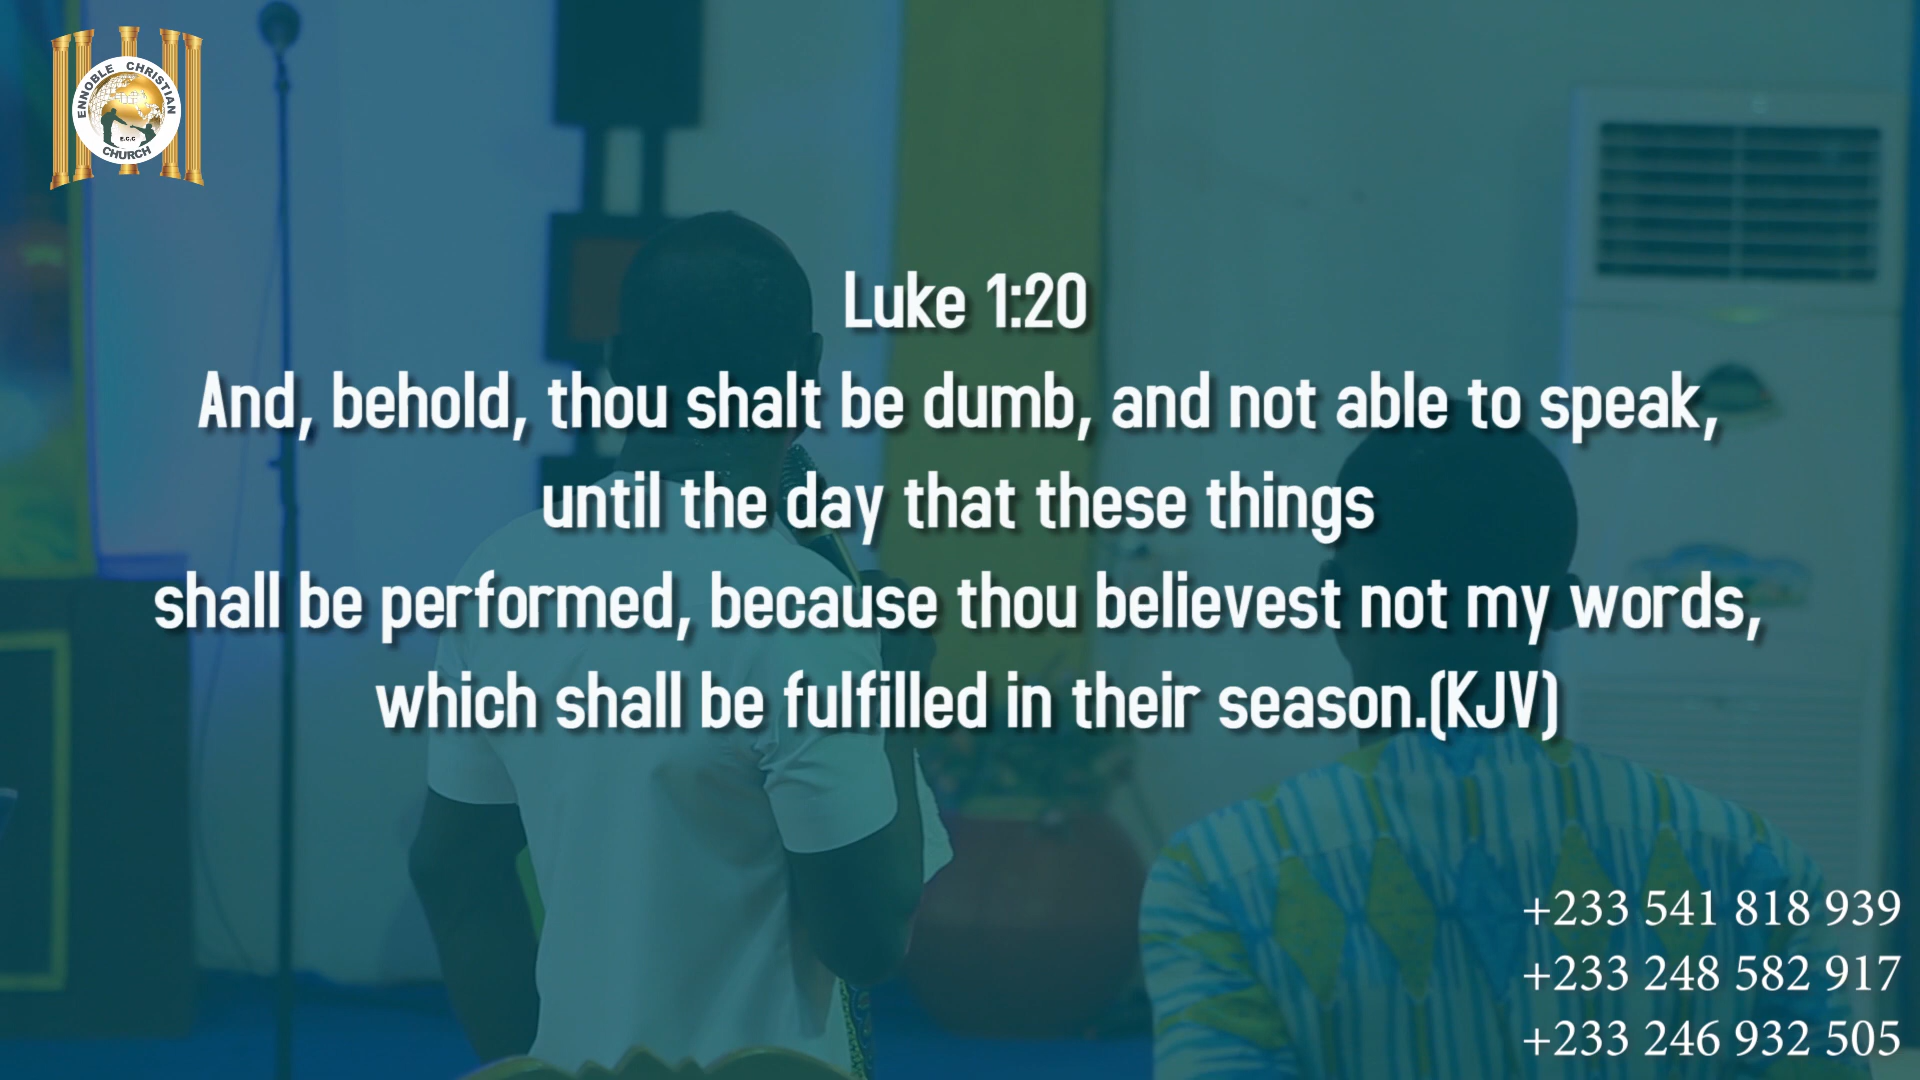 ENNOBLE CHRISTIAN
E.C.C
CHURCH
Luke 1:20
And, behold, thou shalt be dumb, and not able to speak,
until the day that these things
shall be performed, because thou believest not my words,
which shall be fulfilled in their season.(KJV)
+233 541 818 939
+233 248 582 917
+233 246 932 505